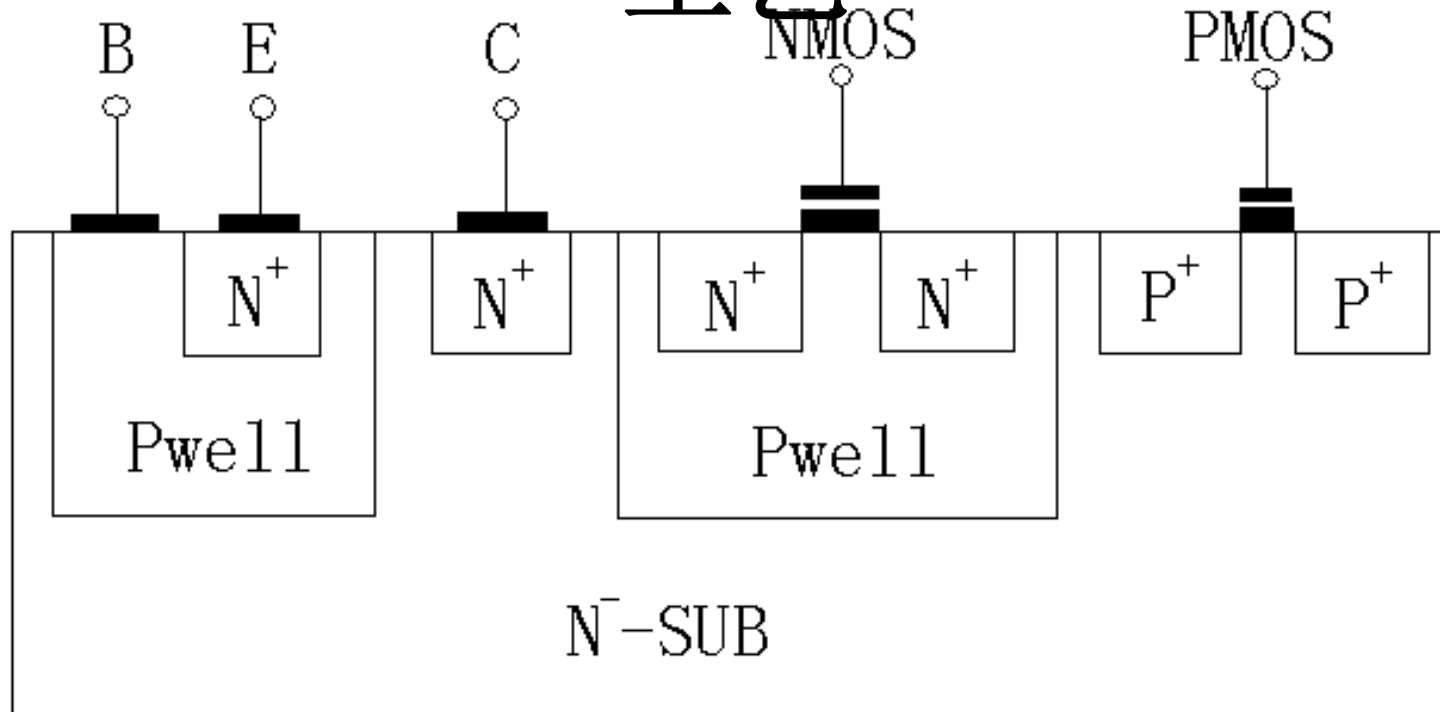 B E C NMOS PMOS
N⁺ N⁺ N⁺ N⁺ P⁺ P⁺
Pwell Pwell
N⁻-SUB